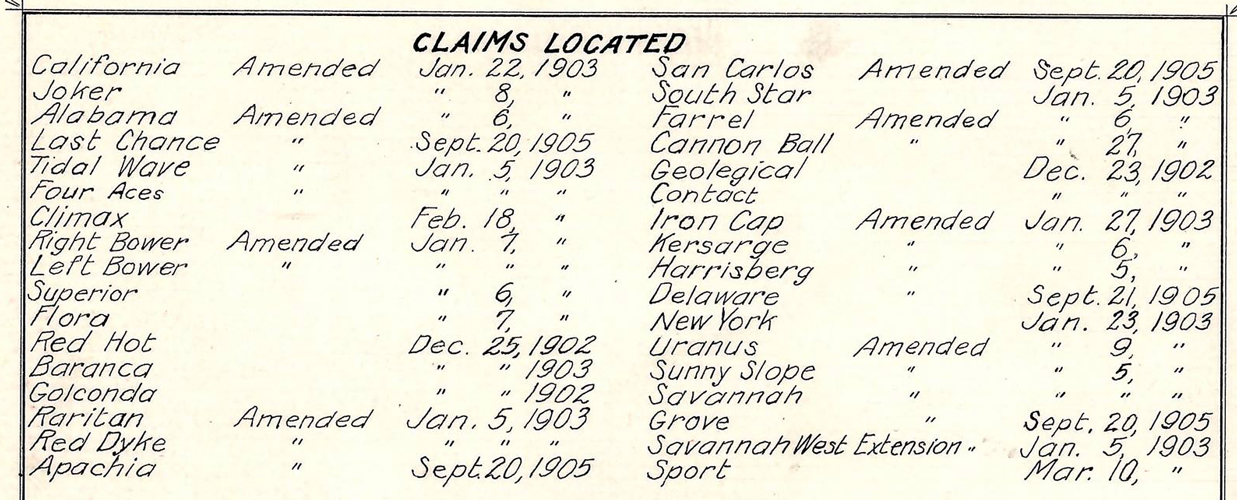 CLAIMS LOCATED
California Amended Jan. 22, 1903
Joker " 8, "
Alabama Amended " 6, "
Last Chance " Sept. 20, 1905
Tidal Wave " Jan. 5, 1903
Four Aces " " " "
Climax Feb. 18, "
Right Bower Amended Jan. 7, "
Left Bower " " " "
Superior " 6, "
Flora " 7, "
Red Hot Dec. 25, 1902
Baranca " " 1903
Golconda " " 1902
Raritan Amended Jan. 5, 1903
Red Dyke " " " "
Apachia " Sept. 20, 1905
San Carlos Amended Sept. 20, 1905
South Star Jan. 5, 1903
Farrel Amended " 6, "
Cannon Ball " " 27, "
Geolegical Dec. 23, 1902
Contact " " "
Iron Cap Amended Jan. 27, 1903
Kersarge " " 6, "
Harrisberg " " 5, "
Delaware " Sept. 21, 1905
New York Jan. 23, 1903
Uranus Amended " 9, "
Sunny Slope " " 5, "
Savannah " " " "
Grove " Sept. 20, 1905
Savannah West Extension " Jan. 5, 1903
Sport Mar. 10, "